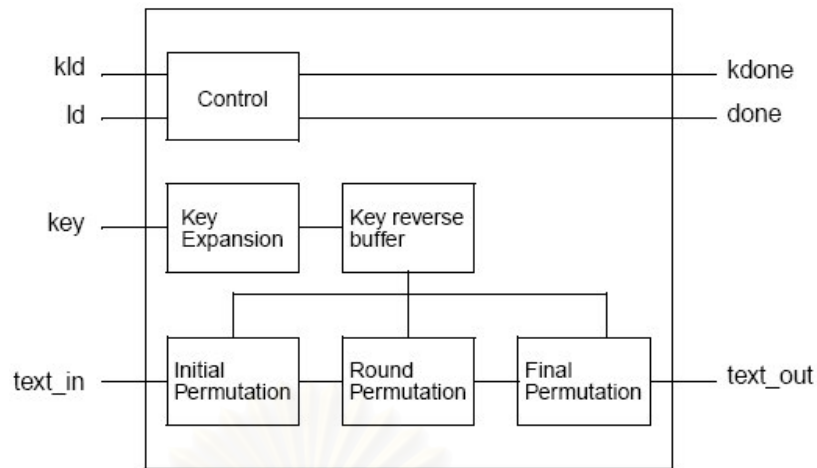 kld
ld
Control
kdone
done
key
Key
Expansion
Key reverse
buffer
text_in
Initial
Permutation
Round
Permutation
Final
Permutation
text_out